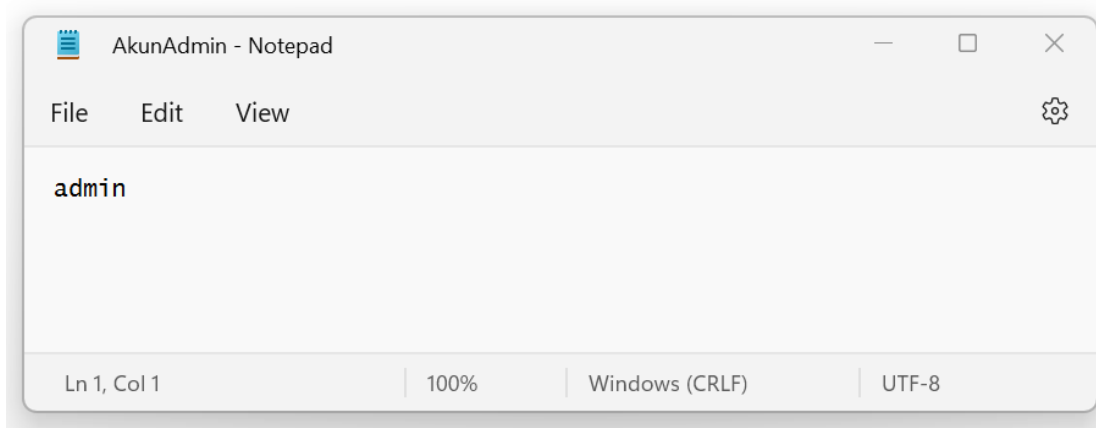 AkunAdmin - Notepad
File Edit View
admin
Ln 1, Col 1 100% Windows (CRLF) UTF-8